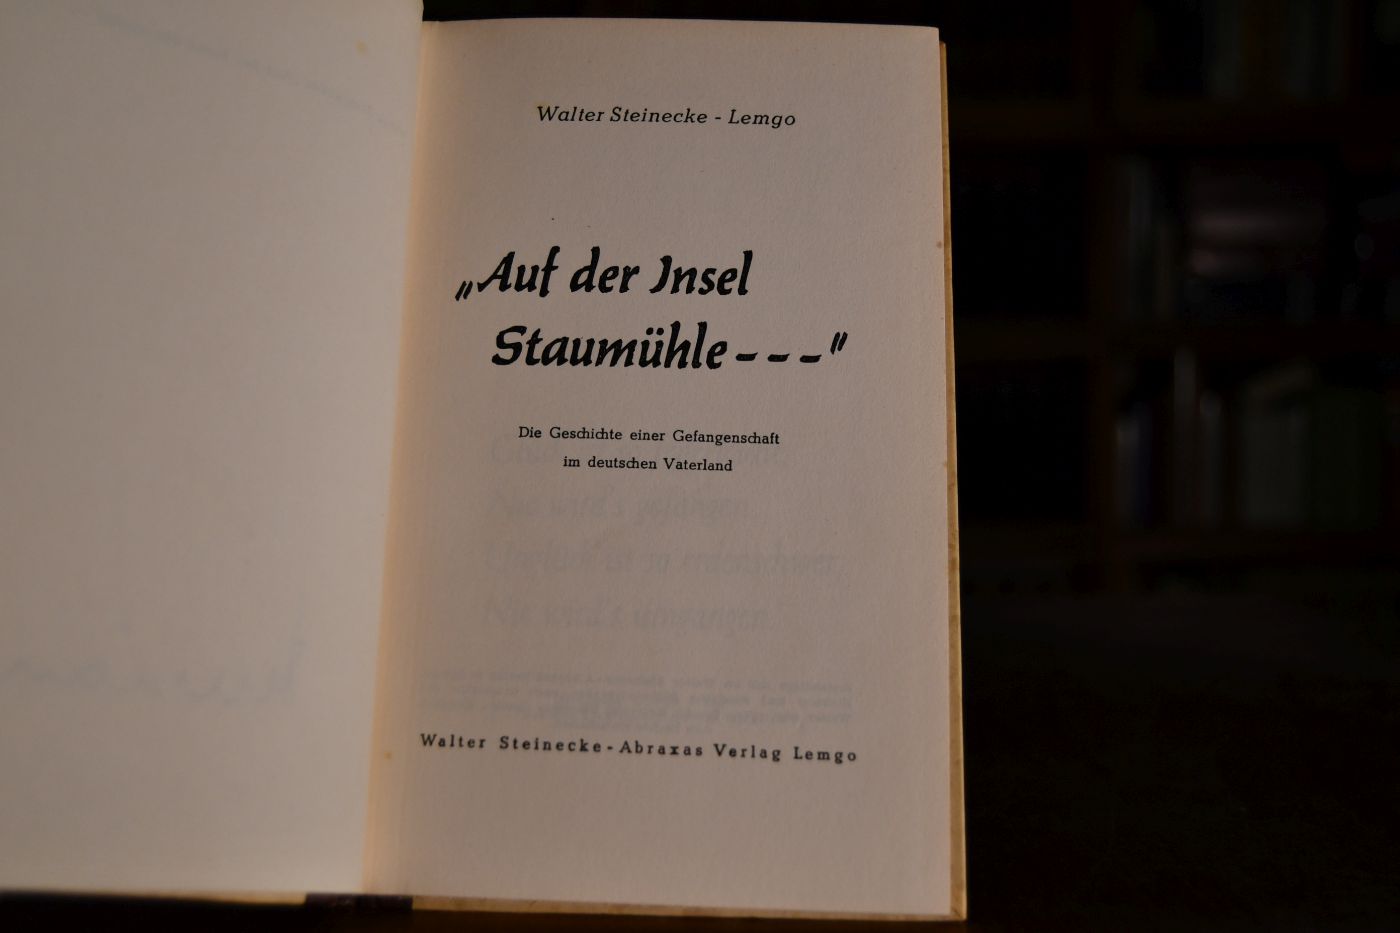 Walter Steinecke - Lemgo
„Auf der Insel
Staumühle - - -"
Die Geschichte einer Gefangenschaft
im deutschen Vaterland
Walter Steinecke - Abraxas Verlag Lemgo